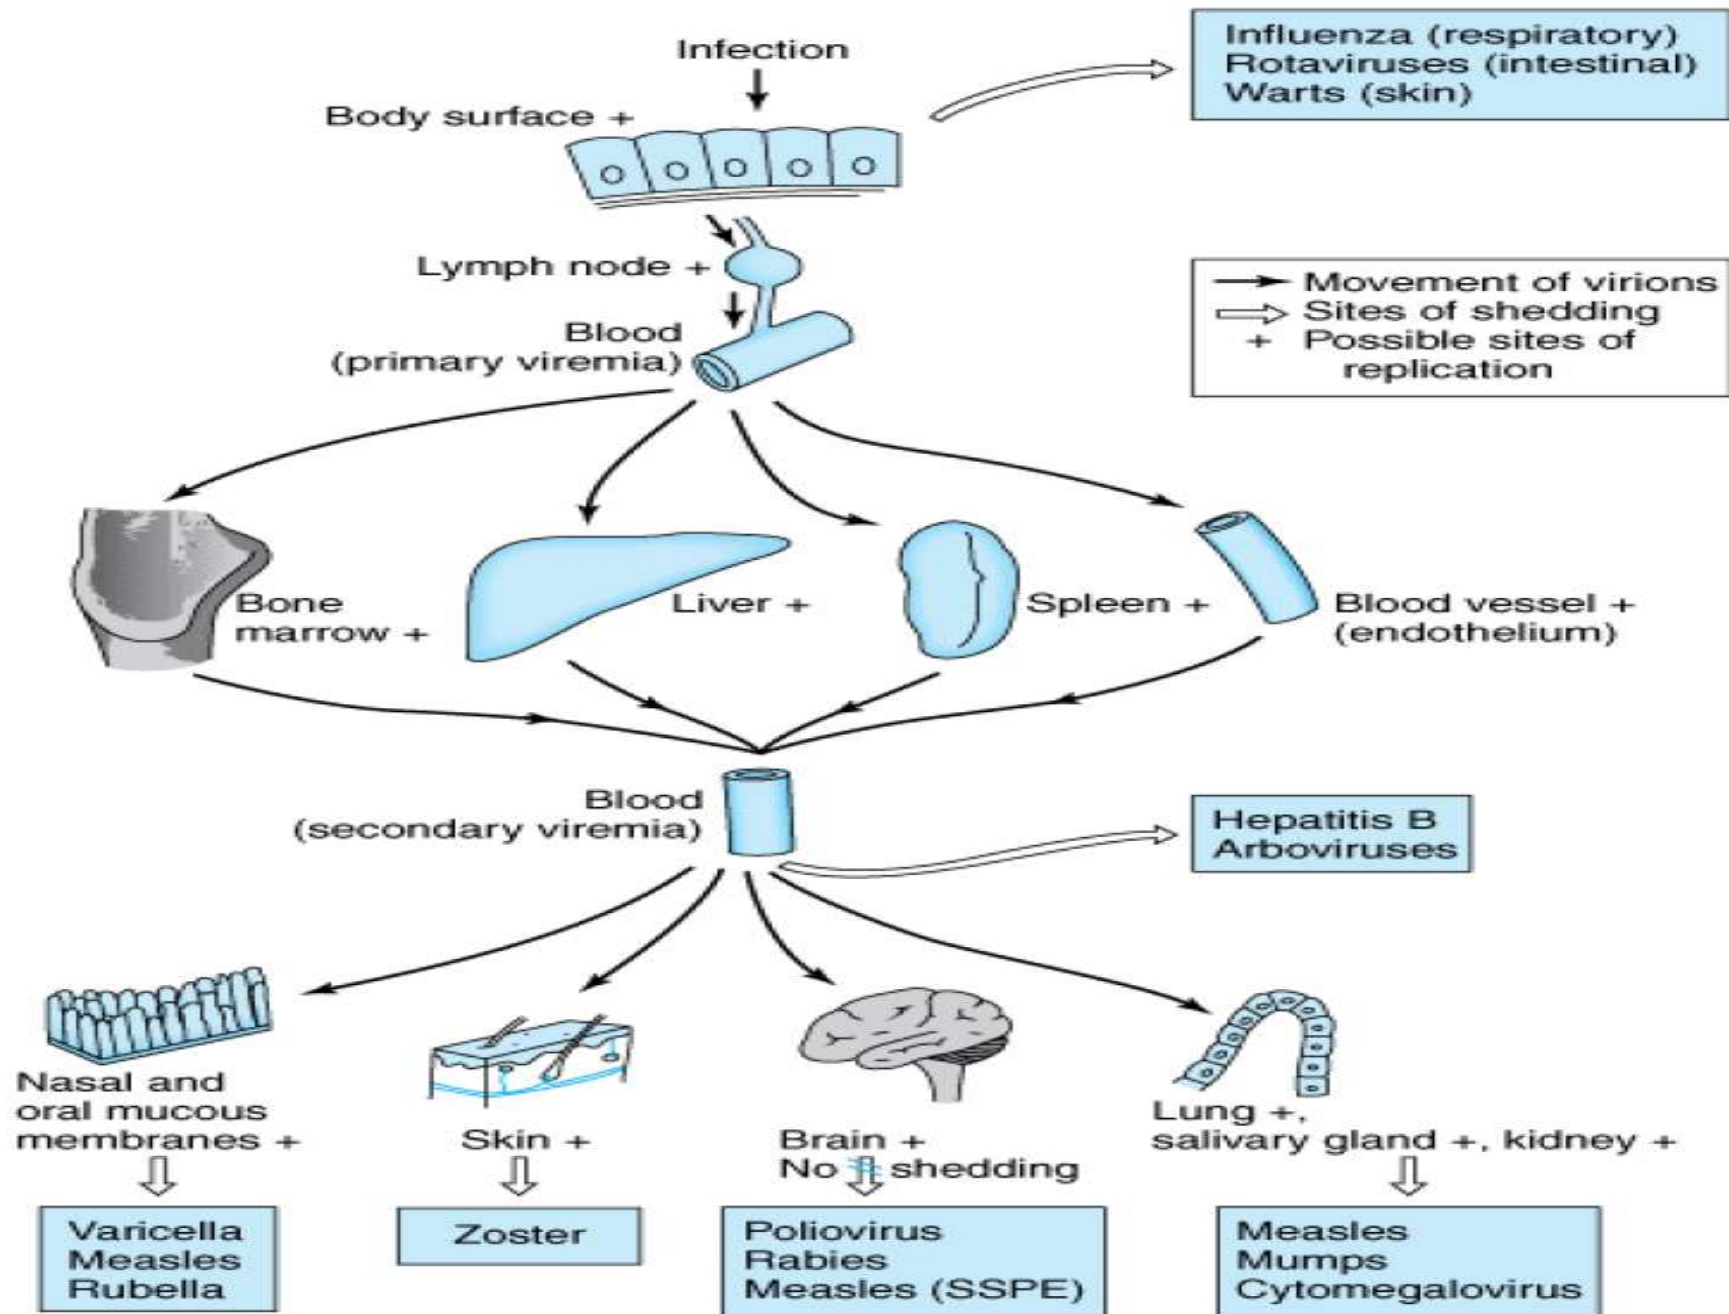 Infection
Body surface +
Influenza (respiratory)
Rotaviruses (intestinal)
Warts (skin)
Lymph node +
Blood
(primary viremia)
Movement of virions
Sites of shedding
+ Possible sites of
replication
Bone
marrow +
Liver +
Spleen +
Blood vessel +
(endothelium)
Blood
(secondary viremia)
Hepatitis B
Arboviruses
Nasal and
oral mucous
membranes +
Skin +
Brain +
No shedding
Lung +,
salivary gland +, kidney +
Varicella
Measles
Rubella
Zoster
Poliovirus
Rabies
Measles (SSPE)
Measles
Mumps
Cytomegalovirus